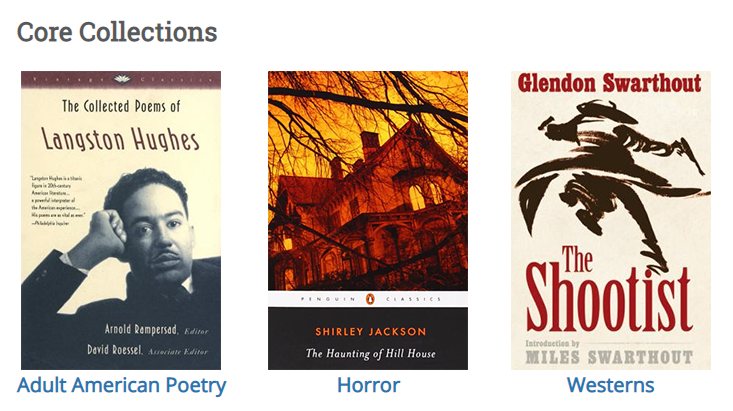 Core Collections
Vintage Classics
The Collected Poems of
Langston Hughes
"Langston Hughes is a titanic
figure in 20th-century
American literature....
a powerful interpreter of
the American experience....
His poems are as vital as ever."
—Philadelphia Inquirer
Arnold Rampersad, Editor
David Roessel, Associate Editor
Adult American Poetry
PENGUIN CLASSICS
SHIRLEY JACKSON
The Haunting of Hill House
Horror
Glendon Swarthout
The
Shootist
Introduction by
MILES SWARTHOUT
Westerns